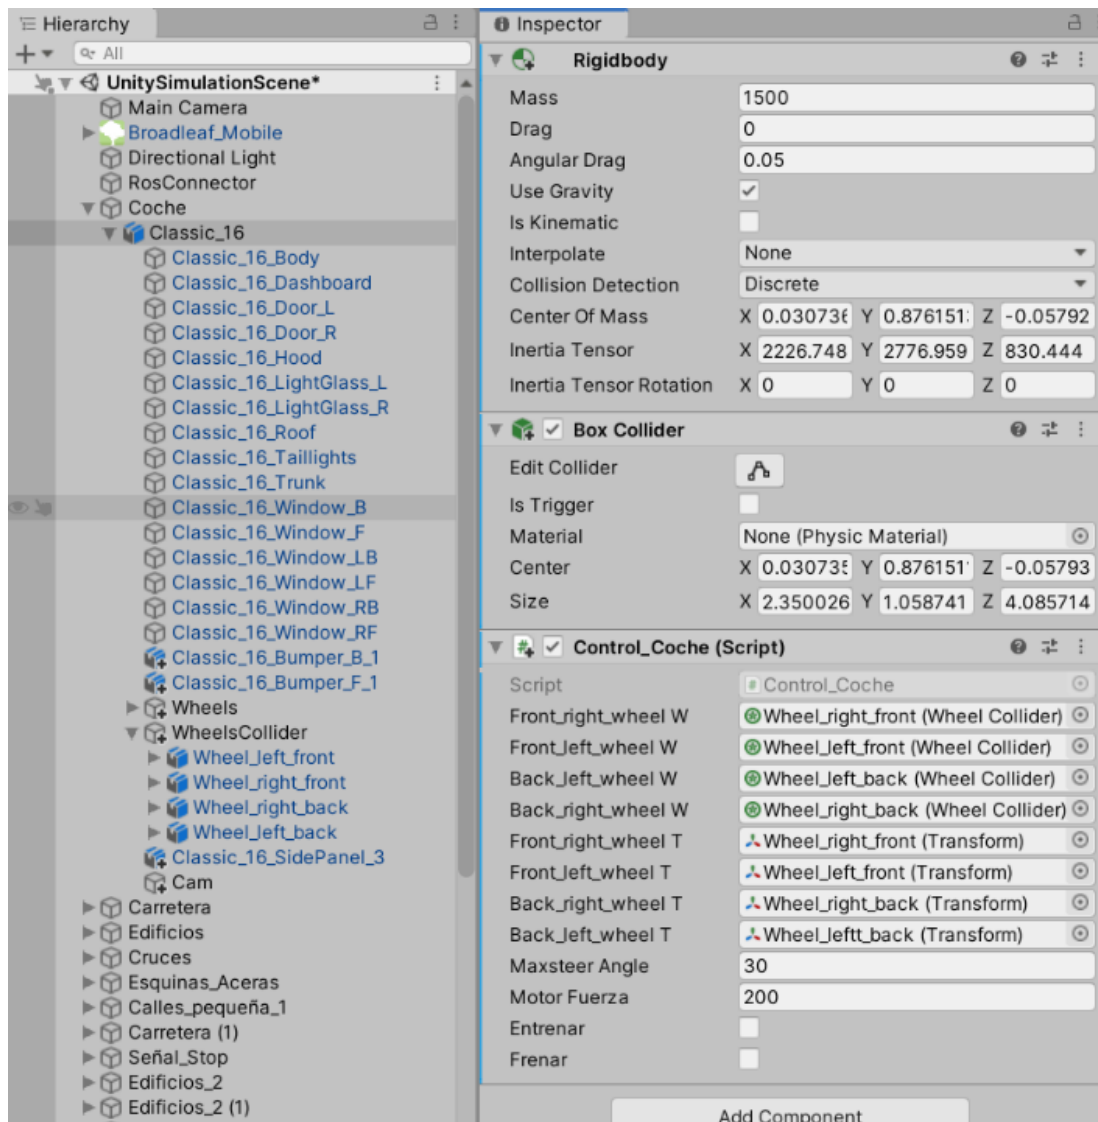 Hierarchy
All
UnitySimulationScene*
Main Camera
Broadleaf_Mobile
Directional Light
RosConnector
Coche
Classic_16
Classic_16_Body
Classic_16_Dashboard
Classic_16_Door_L
Classic_16_Door_R
Classic_16_Hood
Classic_16_LightGlass_L
Classic_16_LightGlass_R
Classic_16_Roof
Classic_16_Taillights
Classic_16_Trunk
Classic_16_Window_B
Classic_16_Window_F
Classic_16_Window_LB
Classic_16_Window_LF
Classic_16_Window_RB
Classic_16_Window_RF
Classic_16_Bumper_B_1
Classic_16_Bumper_F_1
Wheels
WheelsCollider
Wheel_left_front
Wheel_right_front
Wheel_right_back
Wheel_left_back
Classic_16_SidePanel_3
Cam
Carretera
Edificios
Cruces
Esquinas_Aceras
Calles_pequeña_1
Carretera (1)
Señal_Stop
Edificios_2
Edificios_2 (1)
Inspector
Rigidbody
Mass 1500
Drag 0
Angular Drag 0.05
Use Gravity
Is Kinematic
Interpolate None
Collision Detection Discrete
Center Of Mass X 0.030736 Y 0.876151 Z -0.05792
Inertia Tensor X 2226.748 Y 2776.959 Z 830.444
Inertia Tensor Rotation X 0 Y 0 Z 0
Box Collider
Edit Collider
Is Trigger
Material None (Physic Material)
Center X 0.030735 Y 0.876151 Z -0.05793
Size X 2.350026 Y 1.058741 Z 4.085714
Control_Coche (Script)
Script Control_Coche
Front_right_wheel W Wheel_right_front (Wheel Collider)
Front_left_wheel W Wheel_left_front (Wheel Collider)
Back_left_wheel W Wheel_left_back (Wheel Collider)
Back_right_wheel W Wheel_right_back (Wheel Collider)
Front_right_wheel T Wheel_right_front (Transform)
Front_left_wheel T Wheel_left_front (Transform)
Back_right_wheel T Wheel_right_back (Transform)
Back_left_wheel T Wheel_leftt_back (Transform)
Maxsteer Angle 30
Motor Fuerza 200
Entrenar
Frenar
Add Component